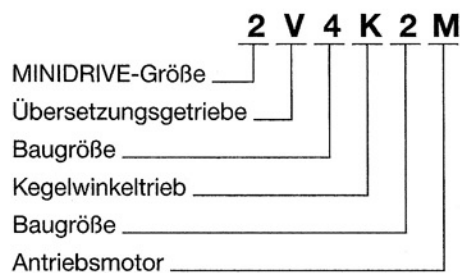 2 V 4 K 2 M
MINIDRIVE-Größe
Übersetzungsgetriebe
Baugröße
Kegelwinkeltrieb
Baugröße
Antriebsmotor